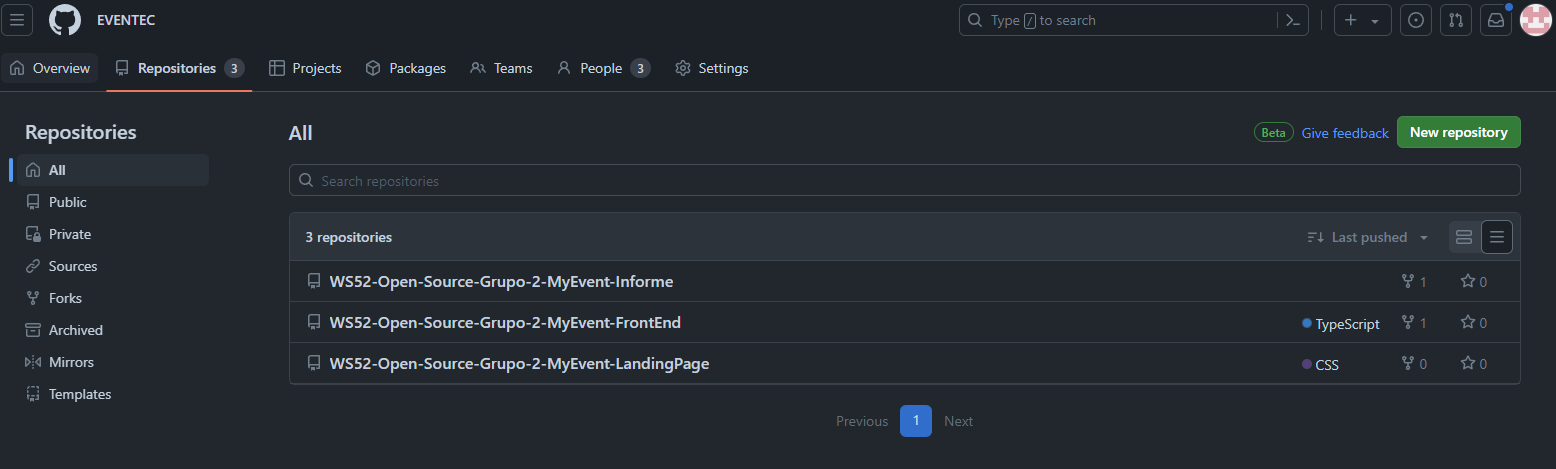 EVENTEC
Type / to search
Overview Repositories 3 Projects Packages Teams People 3 Settings
Repositories
All
Public
Private
Sources
Forks
Archived
Mirrors
Templates
All
Beta Give feedback New repository
Search repositories
3 repositories Last pushed
WS52-Open-Source-Grupo-2-MyEvent-Informe 1 0
WS52-Open-Source-Grupo-2-MyEvent-FrontEnd TypeScript 1 0
WS52-Open-Source-Grupo-2-MyEvent-LandingPage CSS 0 0
Previous 1 Next